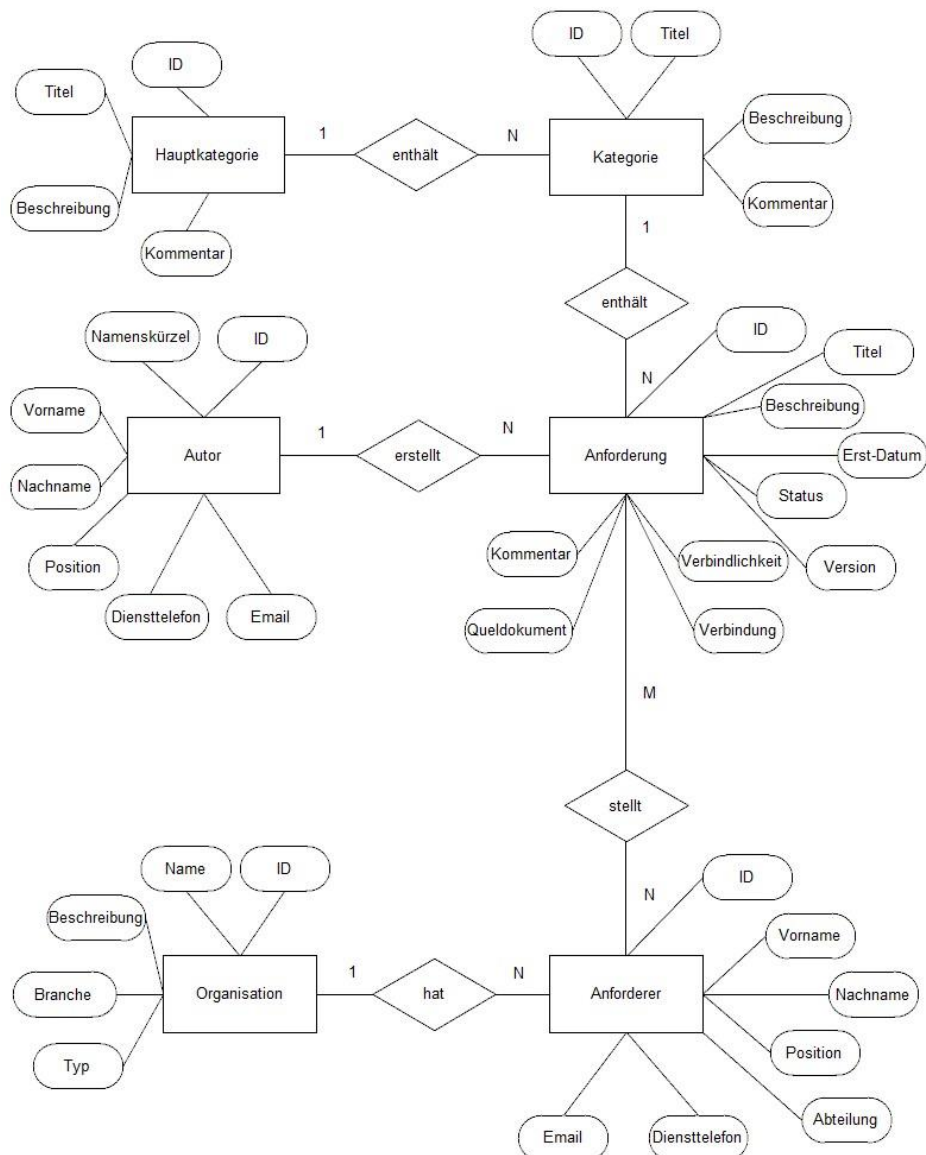 ID
Titel
ID
Titel
Hauptkategorie
1
enthält
N
Kategorie
Beschreibung
Beschreibung
Kommentar
Kommentar
1
enthält
Namenskürzel
ID
ID
Titel
N
Vorname
Beschreibung
Autor
1
erstellt
N
Anforderung
Erst-Datum
Nachname
Status
Kommentar
Verbindlichkeit
Position
Version
Diensttelefon
Email
Queldokument
Verbindung
M
stellt
Name
ID
ID
N
Beschreibung
Vorname
Organisation
1
hat
N
Anforderer
Branche
Nachname
Typ
Position
Abteilung
Email
Diensttelefon